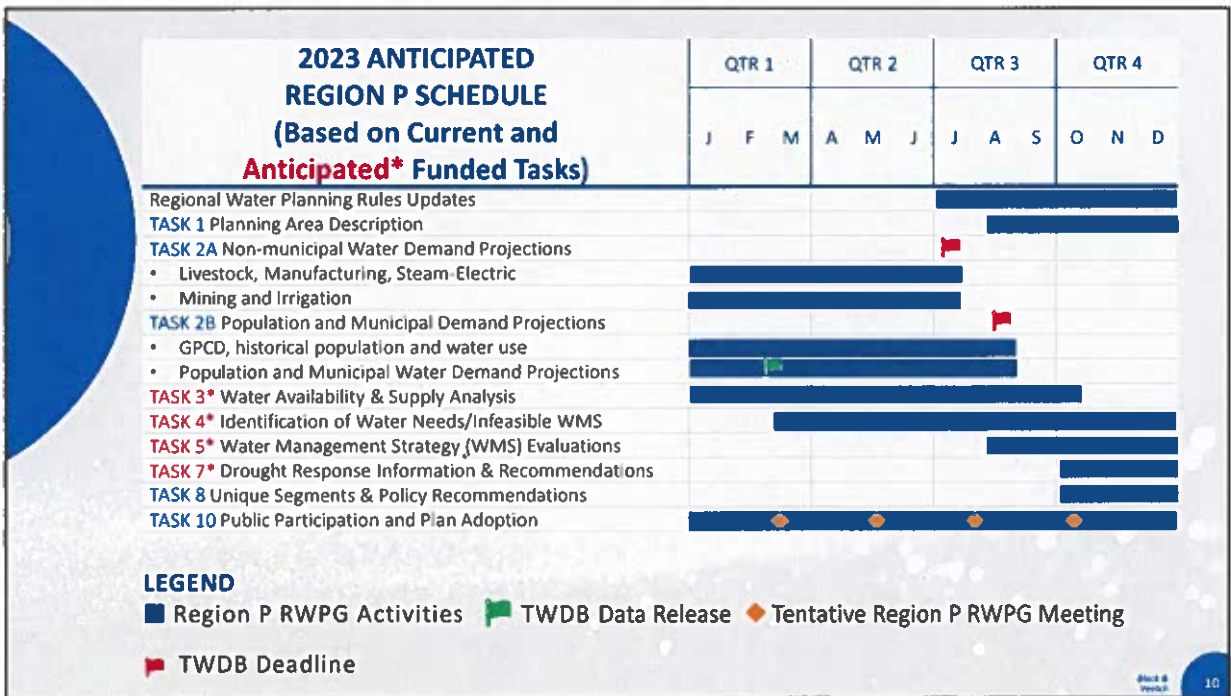 2023 ANTICIPATED
REGION P SCHEDULE
(Based on Current and
Anticipated* Funded Tasks)
QTR 1 QTR 2 QTR 3 QTR 4
J F M A M J J A S O N D
Regional Water Planning Rules Updates
TASK 1 Planning Area Description
TASK 2A Non-municipal Water Demand Projections
• Livestock, Manufacturing, Steam-Electric
• Mining and Irrigation
TASK 2B Population and Municipal Demand Projections
• GPCD, historical population and water use
• Population and Municipal Water Demand Projections
TASK 3* Water Availability & Supply Analysis
TASK 4* Identification of Water Needs/Infeasible WMS
TASK 5* Water Management Strategy (WMS) Evaluations
TASK 7* Drought Response Information & Recommendations
TASK 8 Unique Segments & Policy Recommendations
TASK 10 Public Participation and Plan Adoption
LEGEND
Region P RWPG Activities TWDB Data Release Tentative Region P RWPG Meeting
TWDB Deadline
Black &
Veatch
10